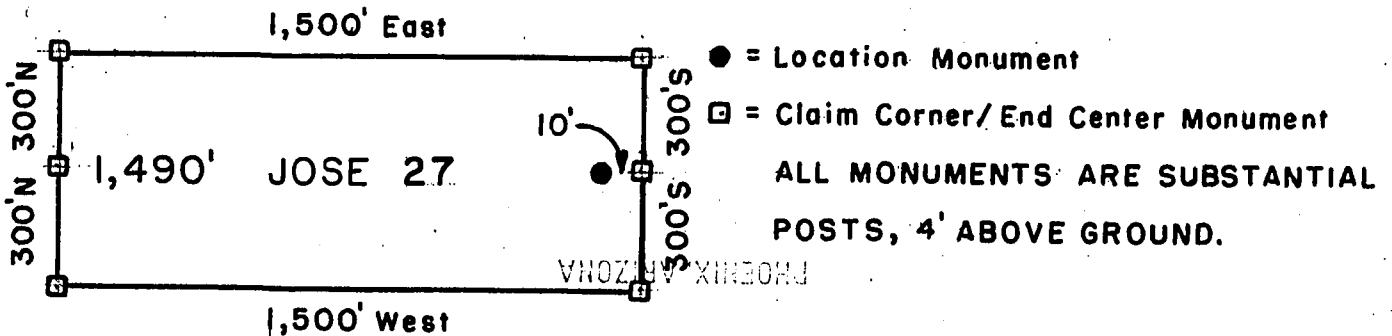 1,500' East
● = Location Monument
300'N
300'S
10'
⊡ = Claim Corner/End Center Monument
1,490' JOSE 27
ALL MONUMENTS ARE SUBSTANTIAL
300'N
300'S
POSTS, 4' ABOVE GROUND.
PHOENIX ARIZONA
1,500' West